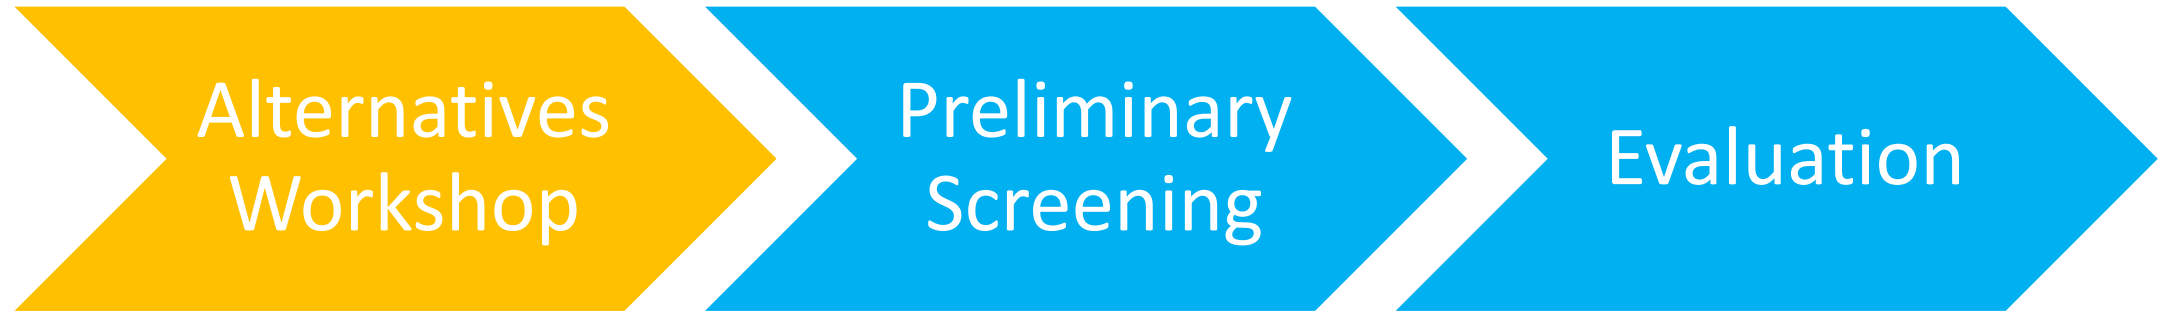 Alternatives
Workshop
Preliminary
Screening
Evaluation